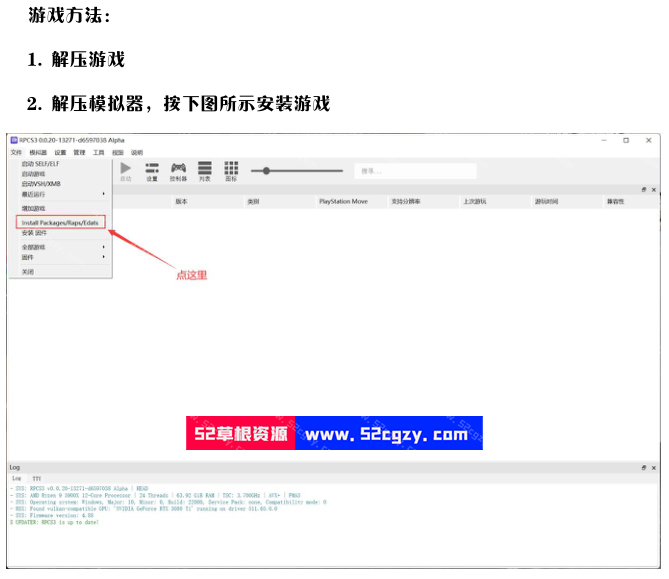 游戏方法：
1. 解压游戏
2. 解压模拟器，按下图所示安装游戏
RPCS3 0.0.20-13271-d6597038 Alpha
文件 模拟器 设置 管理 工具 视图 说明
启动 SELF/ELF
启动游戏
启动VSH/XMB
最近运行
增加游戏
Install Packages/Raps/Edats
安装 固件
全部游戏
固件
关闭
启动 设置 控制器 列表 图标
搜寻...
版本 类别 PlayStation Move 支持分辨率 上次游玩 游玩时间 兼容性
点这里
52草根资源 www.52cgzy.com
Log
Log TTY
- SYS: RPCS3 v0.0.20-13271-d6597038 Alpha | HEAD
- SYS: AMD Ryzen 9 3900X 12-Core Processor | 24 Threads | 63.92 GiB RAM | TSC: 3.700GHz | AVX+ | FMA3
- SYS: Operating system: Windows, Major: 10, Minor: 0, Build: 22000, Service Pack: none, Compatibility mode: 0
- RSX: Found vulkan-compatible GPU: 'NVIDIA GeForce RTX 3080 Ti' running on driver 511.65.0.0
- SYS: Firmware version: 4.88
S UPDATER: RPCS3 is up to date!